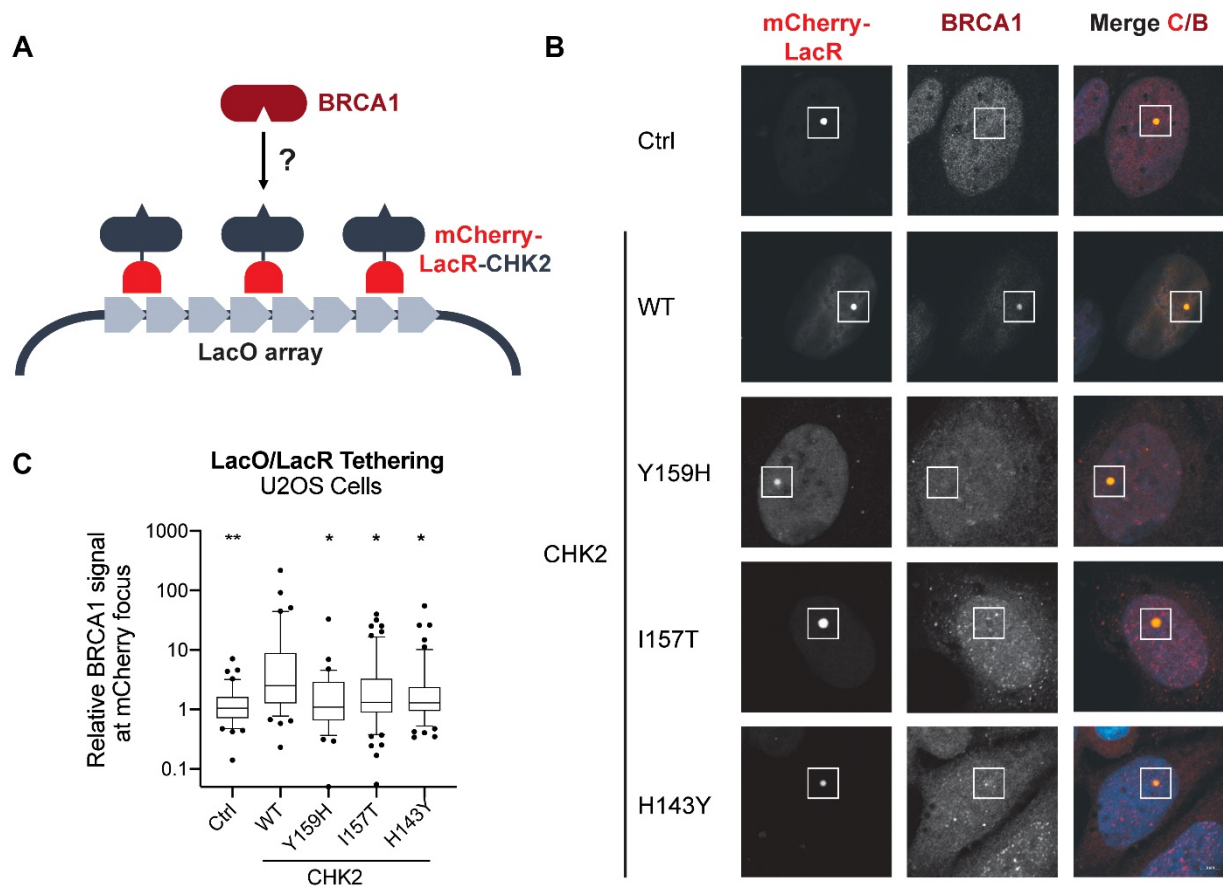 A
BRCA1
?
mCherry-
LacR-CHK2
LacO array
B
mCherry-
LacR
BRCA1
Merge C/B
Ctrl
WT
Y159H
I157T
H143Y
CHK2
C
LacO/LacR Tethering
U2OS Cells
Relative BRCA1 signal
at mCherry focus
1000
100
10
1
0.1
** * * *
Ctrl
WT
Y159H
I157T
H143Y
CHK2